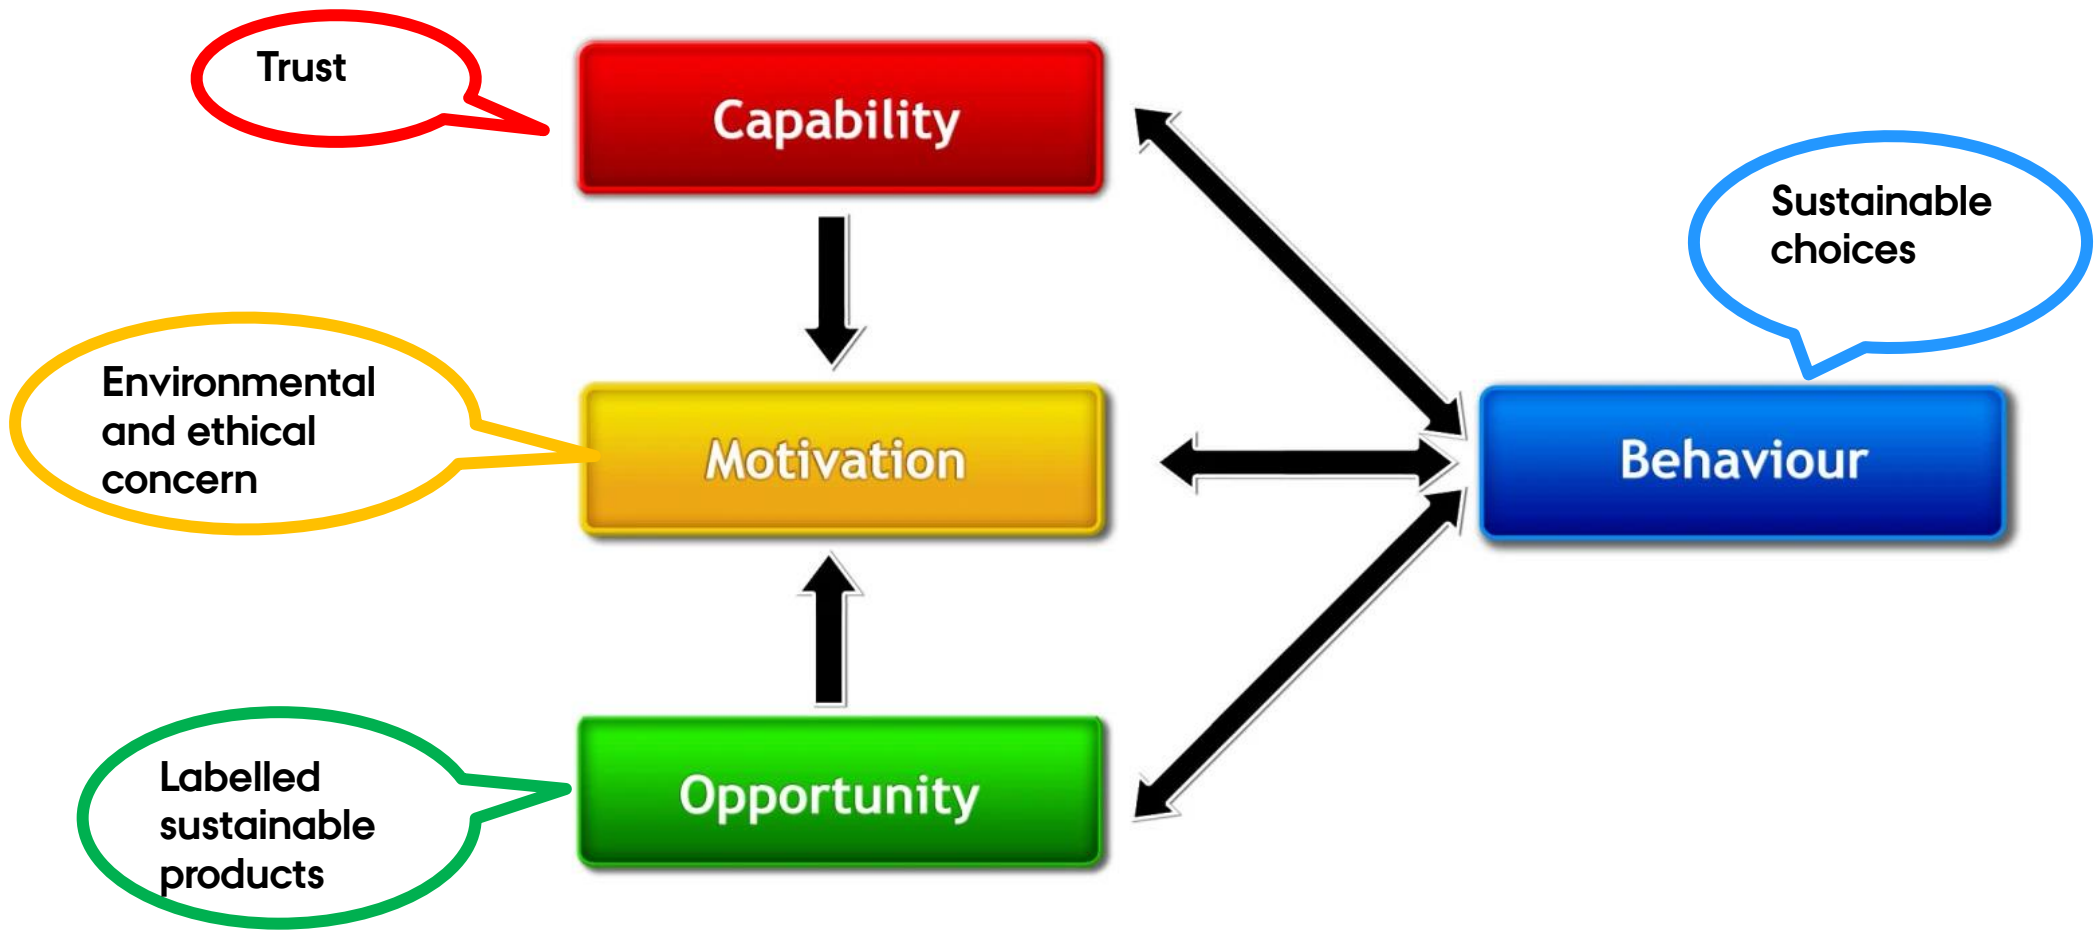 Trust
Capability
Sustainable
choices
Environmental
and ethical
concern
Motivation
Behaviour
Labelled
sustainable
products
Opportunity